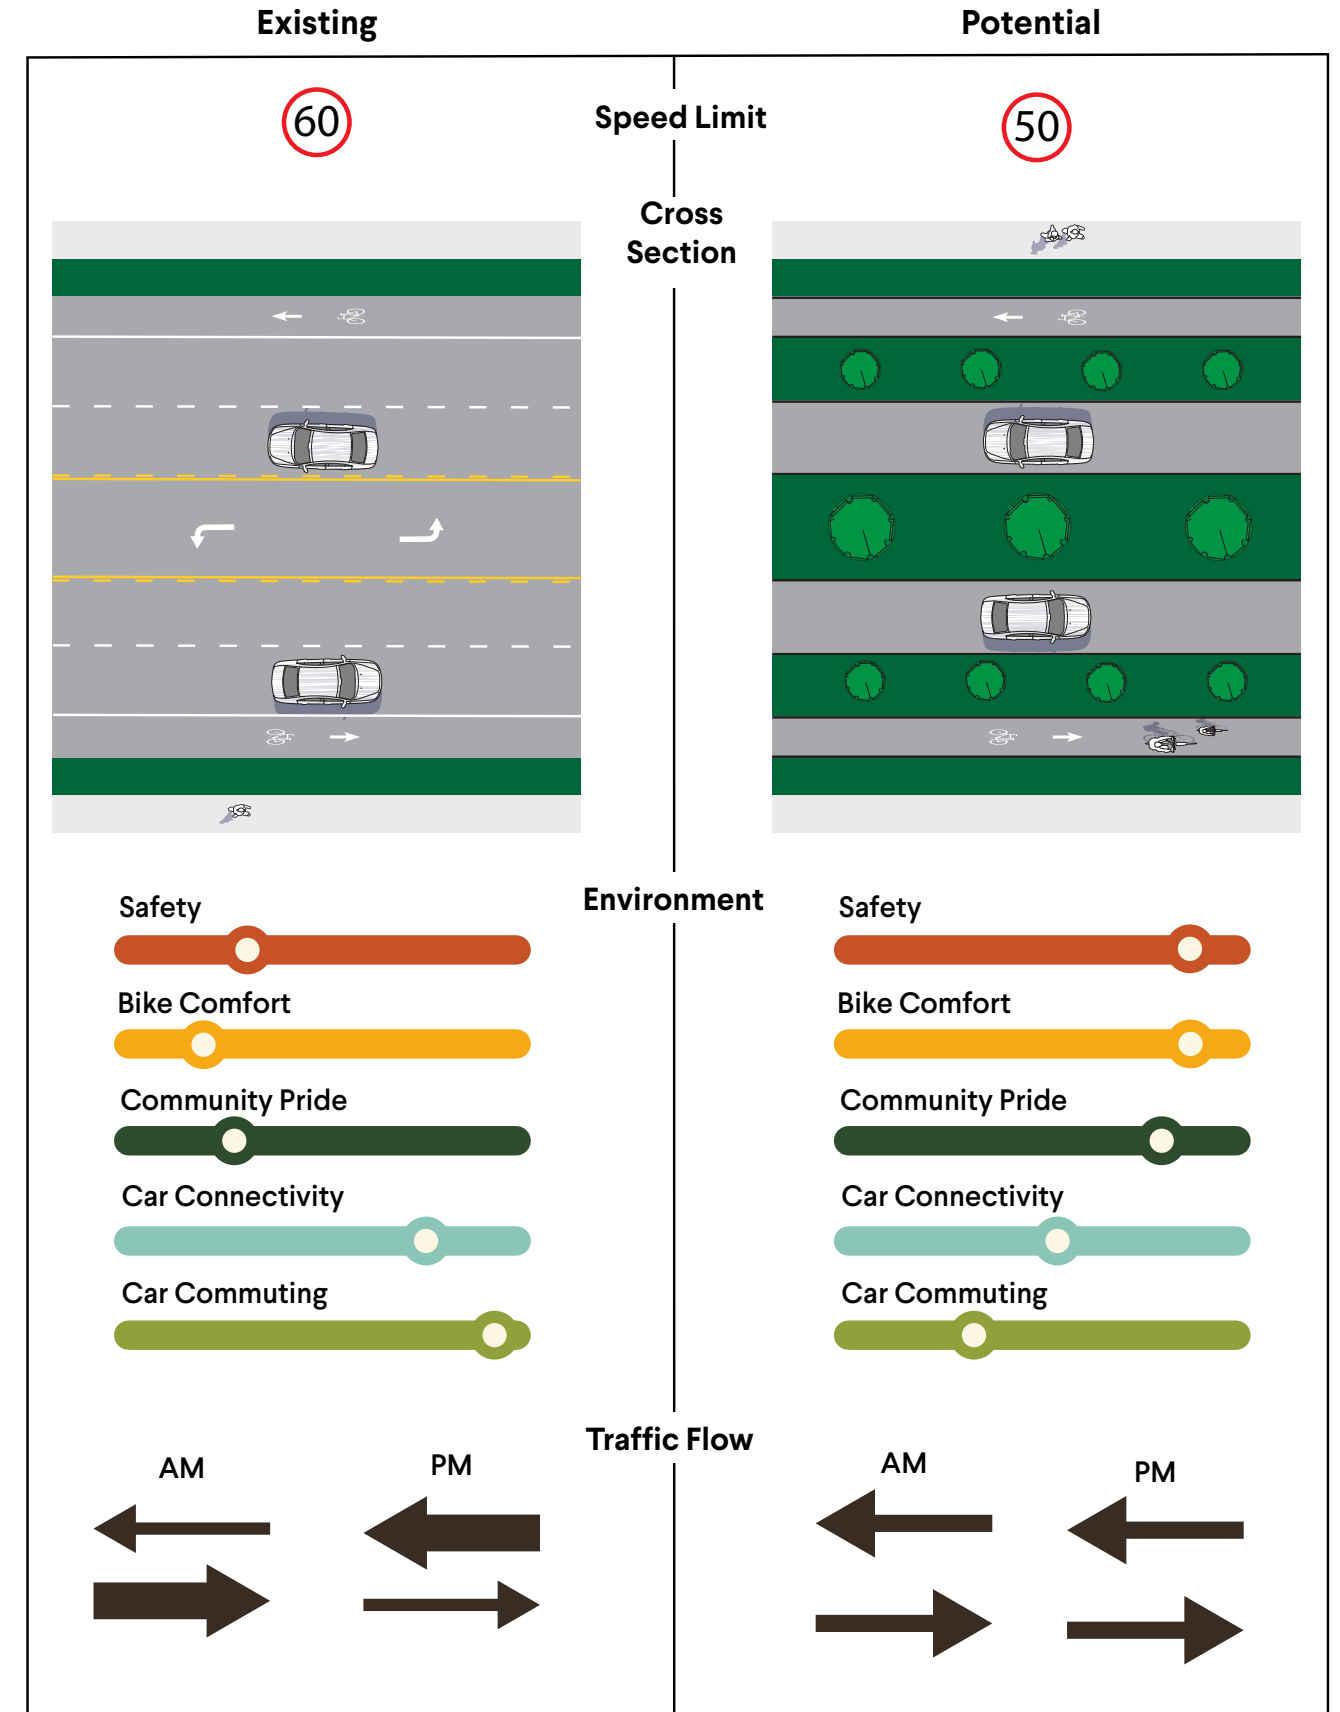 Existing
Potential
60
Speed Limit
50
Cross
Section
Environment
Safety
Bike Comfort
Community Pride
Car Connectivity
Car Commuting
Safety
Bike Comfort
Community Pride
Car Connectivity
Car Commuting
Traffic Flow
AM
PM
AM
PM